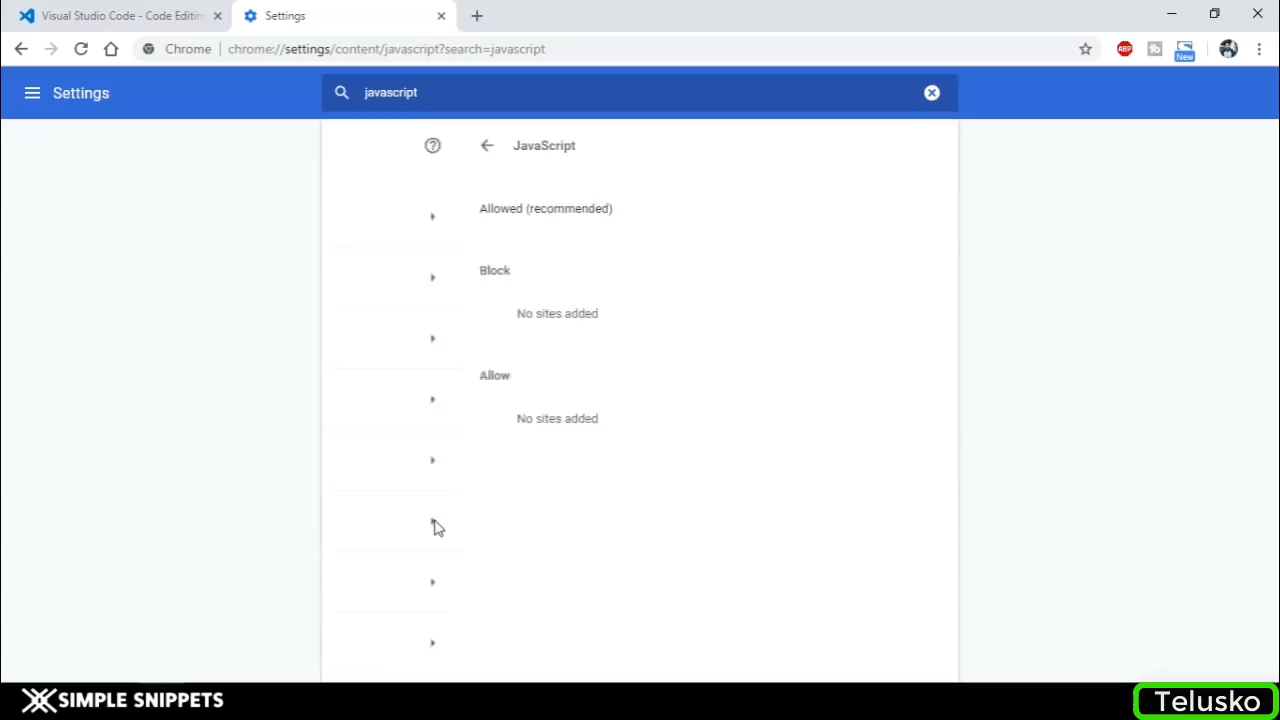 Visual Studio Code - Code Editin
Settings
Chrome
chrome://settings/content/javascript?search=javascript
ABP
New
Settings
javascript
JavaScript
Allowed (recommended)
Block
No sites added
Allow
No sites added
SIMPLE SNIPPETS
Telusko